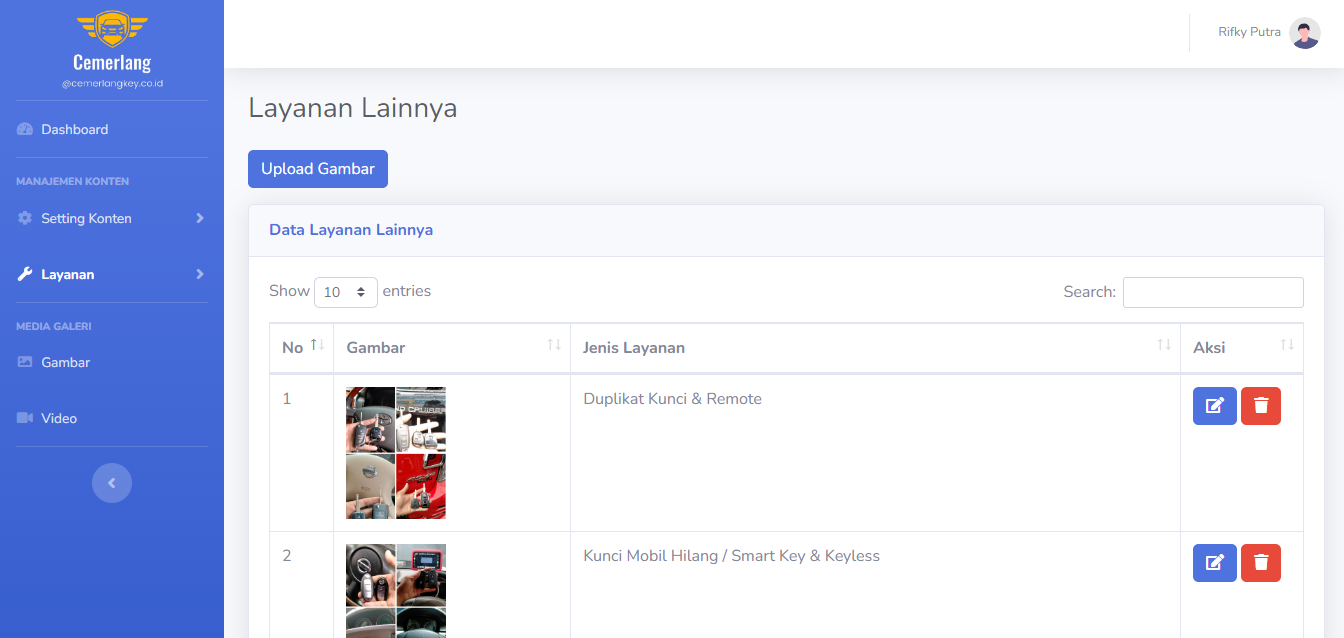 Cemerlang
@cemerlangkey.co.id
Dashboard
MANAJEMEN KONTEN
Setting Konten
Layanan
MEDIA GALERI
Gambar
Video
Rifky Putra
Layanan Lainnya
Upload Gambar
Data Layanan Lainnya
Show 10 entries
Search:
No Gambar Jenis Layanan Aksi
1 Duplikat Kunci & Remote
2 Kunci Mobil Hilang / Smart Key & Keyless